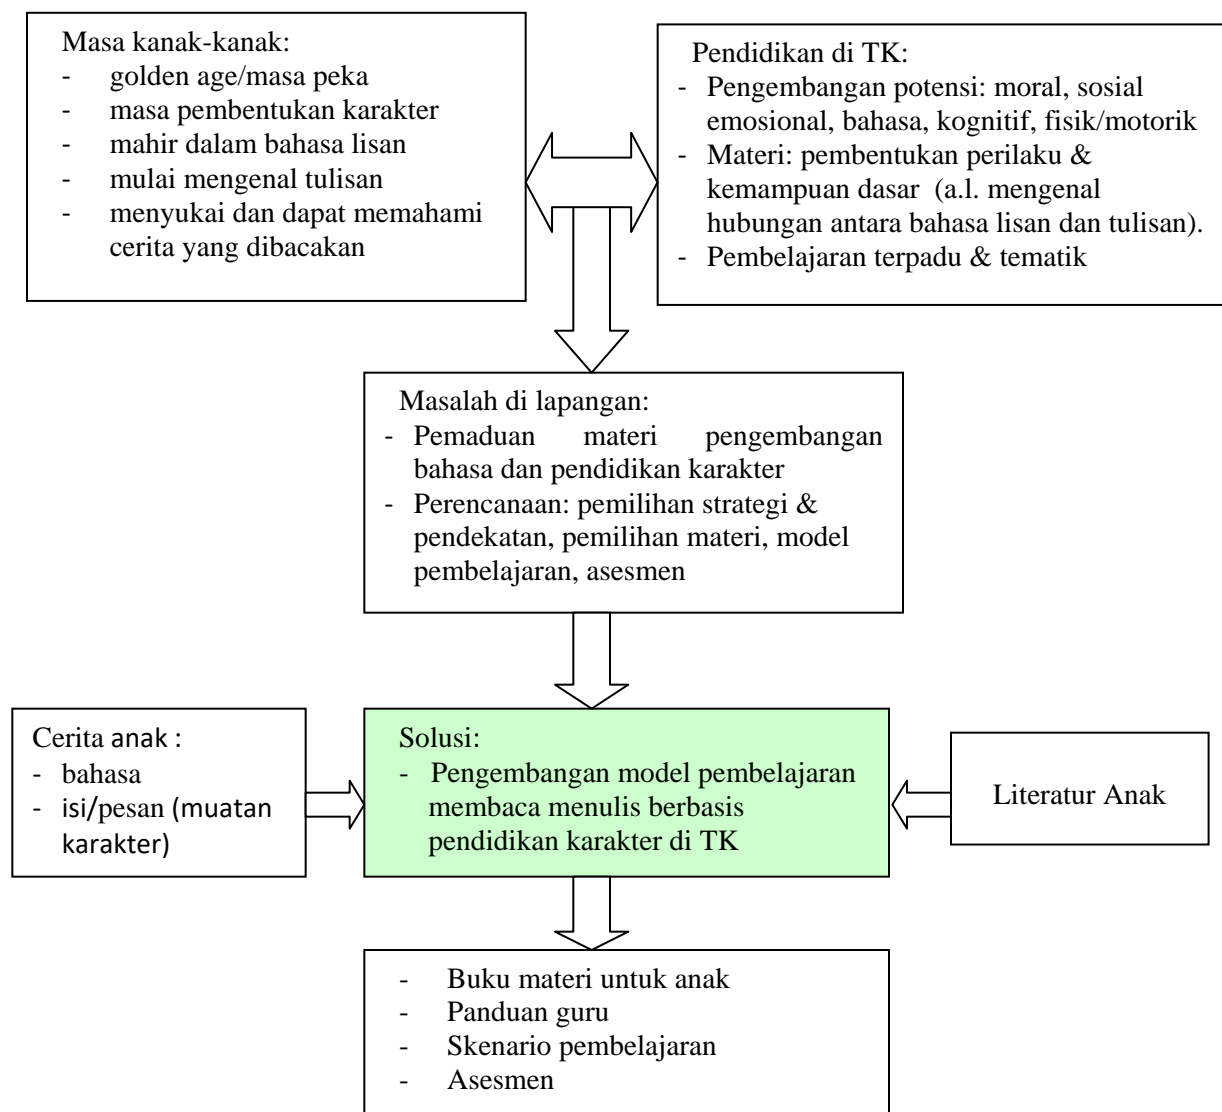 Masa kanak-kanak:
- golden age/masa peka
- masa pembentukan karakter
- mahir dalam bahasa lisan
- mulai mengenal tulisan
- menyukai dan dapat memahami
cerita yang dibacakan
Pendidikan di TK:
- Pengembangan potensi: moral, sosial
emosional, bahasa, kognitif, fisik/motorik
- Materi: pembentukan perilaku &
kemampuan dasar (a.l. mengenal
hubungan antara bahasa lisan dan tulisan).
- Pembelajaran terpadu & tematik
Masalah di lapangan:
- Pemaduan materi pengembangan
bahasa dan pendidikan karakter
- Perencanaan: pemilihan strategi &
pendekatan, pemilihan materi, model
pembelajaran, asesmen
Cerita anak :
- bahasa
- isi/pesan (muatan
karakter)
Solusi:
- Pengembangan model pembelajaran
membaca menulis berbasis
pendidikan karakter di TK
Literatur Anak
- Buku materi untuk anak
- Panduan guru
- Skenario pembelajaran
- Asesmen